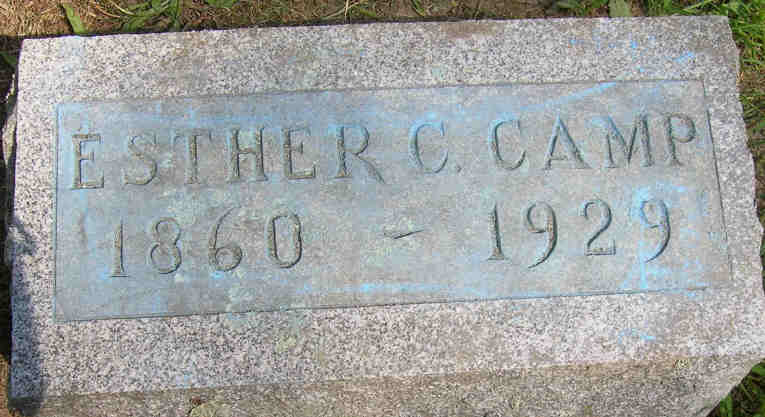 ESTHER C. CAMP
1860 - 1929